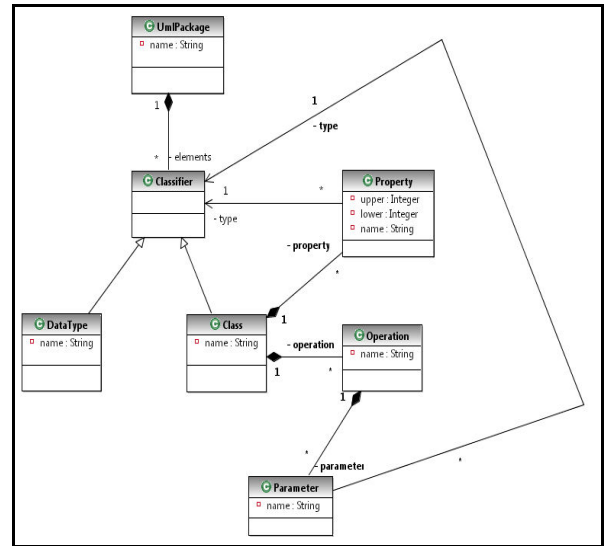 UmlPackage
name : String
1
* - elements
1
- type
Classifier
1
- type
*
Property
upper : Integer
lower : Integer
name : String
- property
*
1
DataType
name : String
Class
name : String
- operation
1
*
Operation
name : String
1
*
- parameter
*
Parameter
name : String